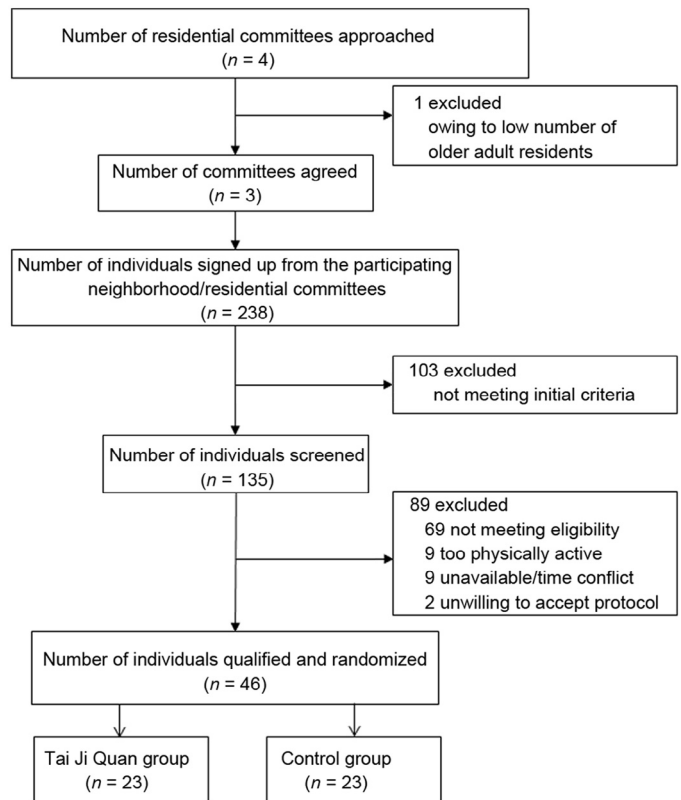 Number of residential committees approached
(n = 4)
1 excluded
owing to low number of
older adult residents
Number of committees agreed
(n = 3)
Number of individuals signed up from the participating
neighborhood/residential committees
(n = 238)
103 excluded
not meeting initial criteria
Number of individuals screened
(n = 135)
89 excluded
69 not meeting eligibility
9 too physically active
9 unavailable/time conflict
2 unwilling to accept protocol
Number of individuals qualified and randomized
(n = 46)
Tai Ji Quan group
(n = 23)
Control group
(n = 23)